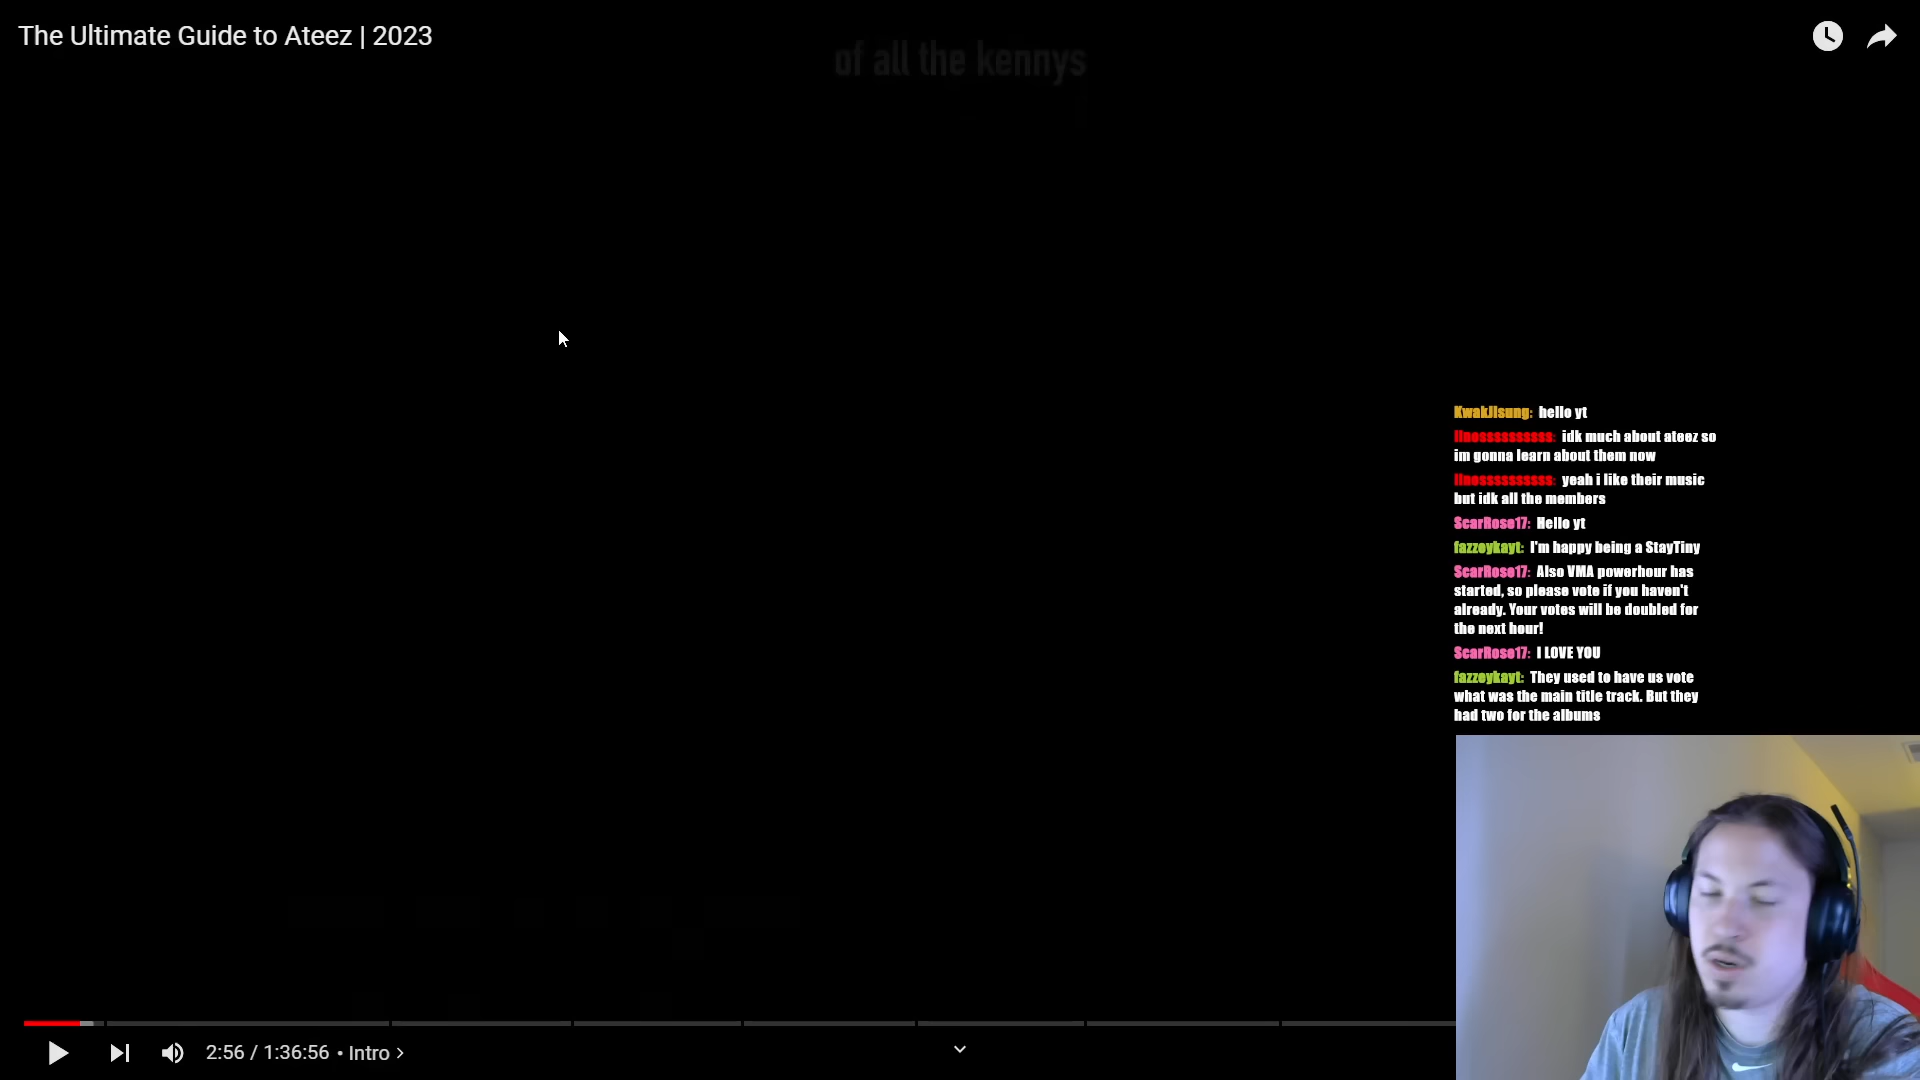 The Ultimate Guide to Ateez | 2023
of all the kennys
KwakJisung: hello yt
llnossssssssss: idk much about ateez so
im gonna learn about them now
llnossssssssss: yeah i like their music
but idk all the members
ScarRose17: Hello yt
fazzeykayt: I'm happy being a StayTiny
ScarRose17: Also VMA powerhour has
started, so please vote if you haven't
already. Your votes will be doubled for
the next hour!
ScarRose17: I LOVE YOU
fazzeykayt: They used to have us vote
what was the main title track. But they
had two for the albums
2:56 / 1:36:56 • Intro >